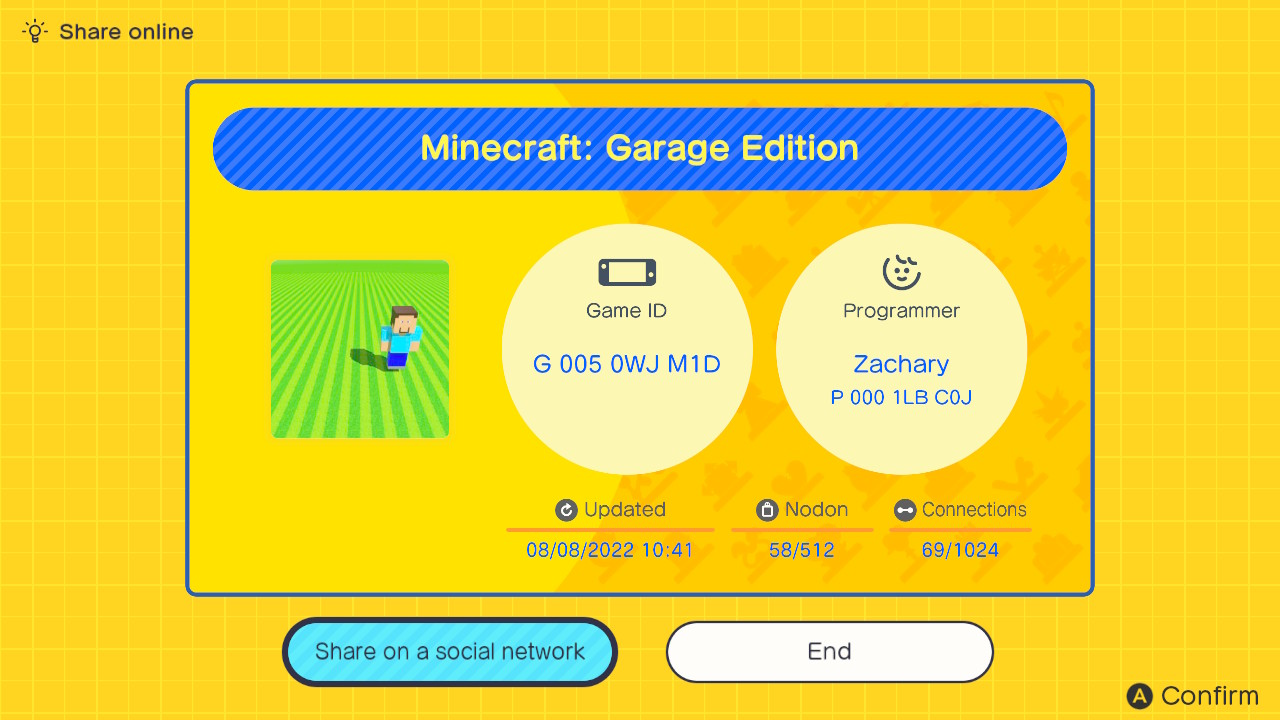 Share online
Minecraft: Garage Edition
Game ID
G 005 0WJ M1D
Programmer
Zachary
P 000 1LB C0J
Updated
08/08/2022 10:41
Nodon
58/512
Connections
69/1024
Share on a social network
End
A Confirm